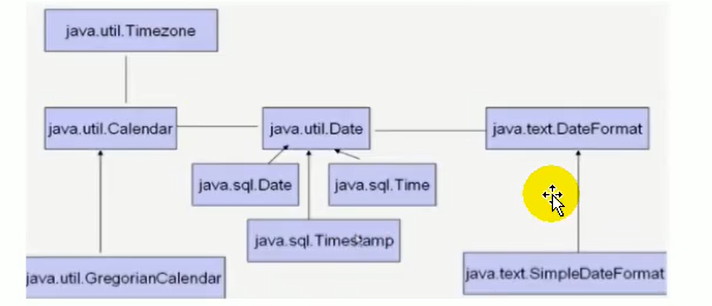 java.util.Timezone
java.util.Calendar
java.util.Date
java.text.DateFormat
java.sql.Date
java.sql.Time
java.sql.Timestamp
java.util.GregorianCalendar
java.text.SimpleDateFormat